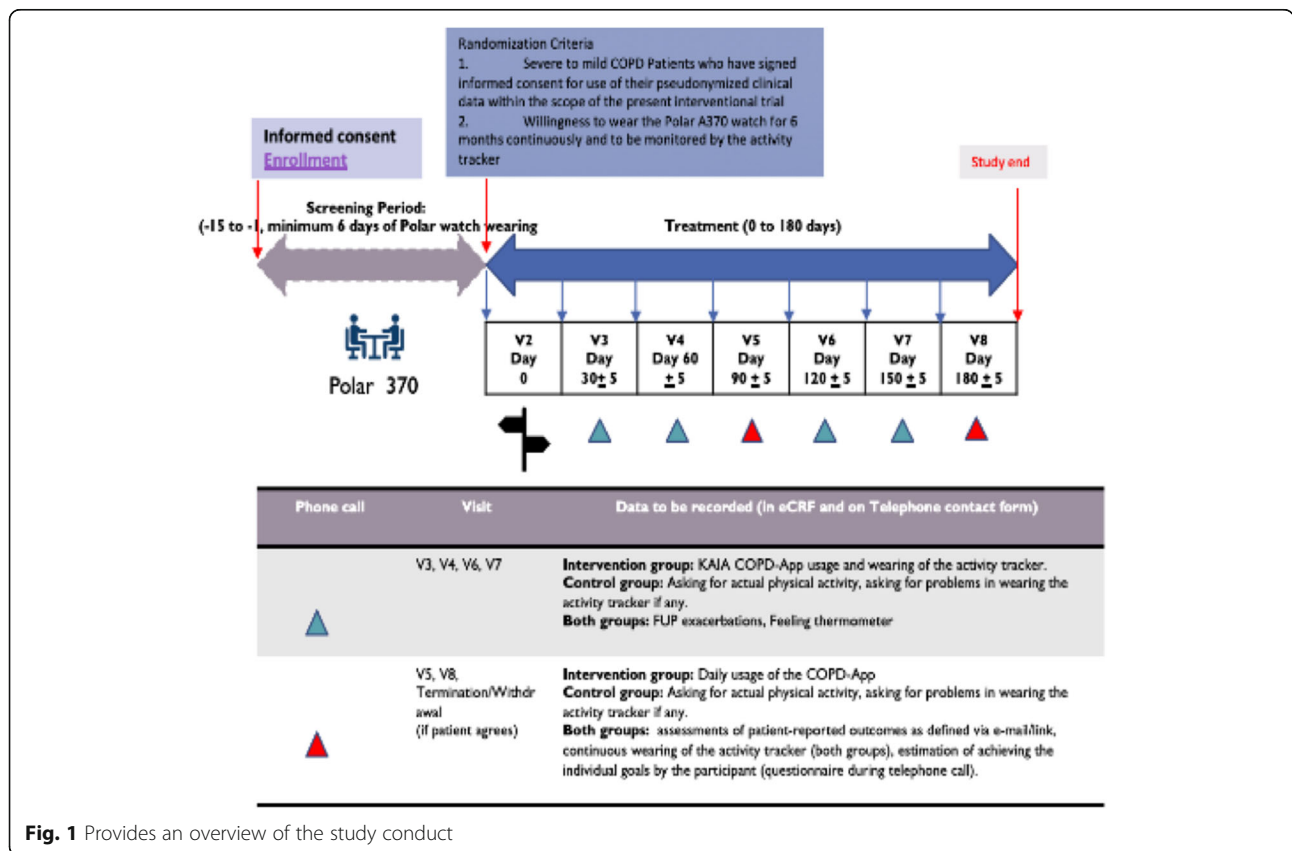 Randomization Criteria
1. Severe to mild COPD Patients who have signed
informed consent for use of their pseudonymized clinical
data within the scope of the present interventional trial
2. Willingness to wear the Polar A370 watch for 6
months continuously and to be monitored by the activity
tracker
Informed consent
Enrollment
Study end
Screening Period:
(-15 to -1, minimum 6 days of Polar watch wearing
Treatment (0 to 180 days)
Polar 370
V2
Day
0
V3
Day
30± 5
V4
Day 60
± 5
V5
Day
90 ± 5
V6
Day
120 ± 5
V7
Day
150 ± 5
V8
Day
180 ± 5
Phone call Visit Data to be recorded (in eCRF and on Telephone contact form)
V3, V4, V6, V7
Intervention group: KAIA COPD-App usage and wearing of the activity tracker.
Control group: Asking for actual physical activity, asking for problems in wearing the
activity tracker if any.
Both groups: FUP exacerbations, Feeling thermometer
V5, V8,
Termination/Withdr
awal
(if patient agrees)
Intervention group: Daily usage of the COPD-App
Control group: Asking for actual physical activity, asking for problems in wearing the
activity tracker if any.
Both groups: assessments of patient-reported outcomes as defined via e-mail/link,
continuous wearing of the activity tracker (both groups), estimation of achieving the
individual goals by the participant (questionnaire during telephone call).
Fig. 1 Provides an overview of the study conduct